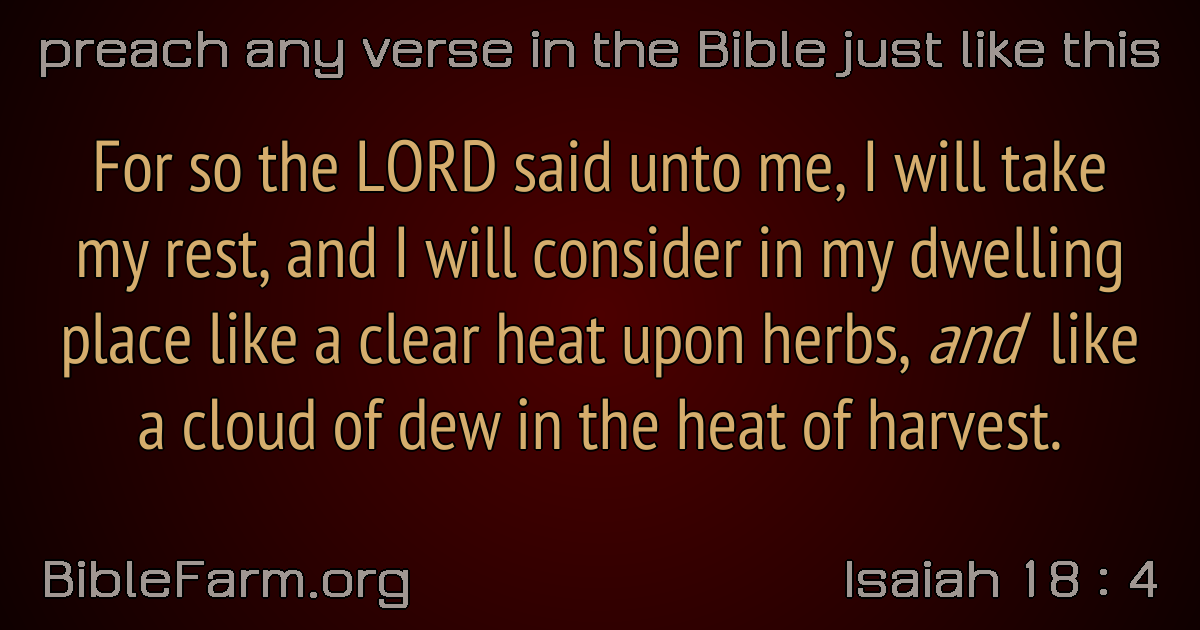 preach any verse in the Bible just like this
For so the LORD said unto me, I will take
my rest, and I will consider in my dwelling
place like a clear heat upon herbs, and like
a cloud of dew in the heat of harvest.
BibleFarm.org
Isaiah 18 : 4